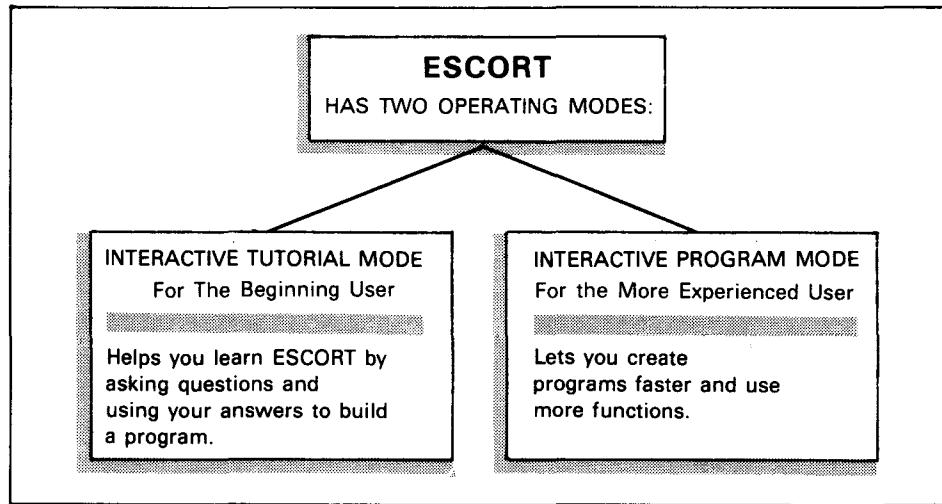 ESCORT
HAS TWO OPERATING MODES:
INTERACTIVE TUTORIAL MODE
For The Beginning User
Helps you learn ESCORT by
asking questions and
using your answers to build
a program.
INTERACTIVE PROGRAM MODE
For the More Experienced User
Lets you create
programs faster and use
more functions.